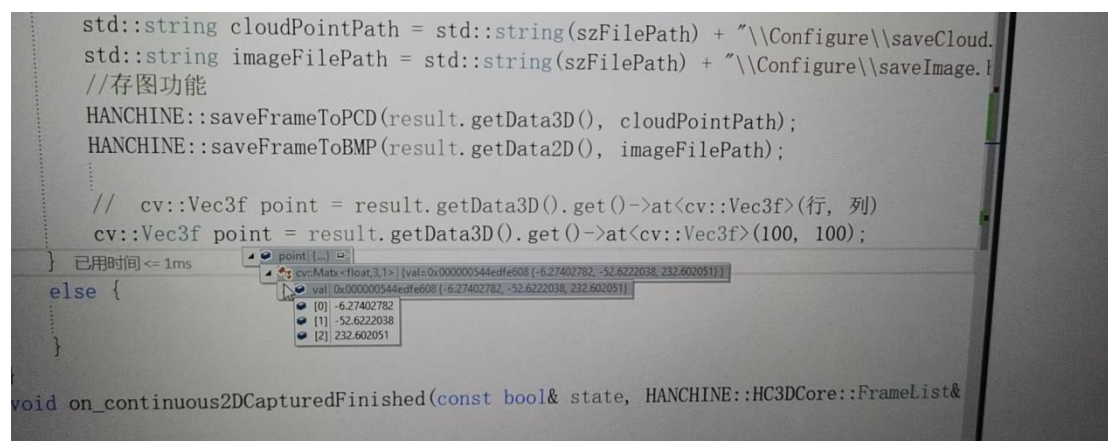 std::string cloudPointPath = std::string(szFilePath) + "\\Configure\\saveCloud.
std::string imageFilePath = std::string(szFilePath) + "\\Configure\\saveImage.
//存图功能
HANCHINE::saveFrameToPCD(result.getData3D(), cloudPointPath);
HANCHINE::saveFrameToBMP(result.getData2D(), imageFilePath);
// cv::Vec3f point = result.getData3D().get()->at<cv::Vec3f>(行, 列)
cv::Vec3f point = result.getData3D().get()->at<cv::Vec3f>(100, 100);
} 已用时间 <= 1ms
point {...}
cv::Matx<float,3,1> {val=0x000000544edfe608 {-6.27402782, -52.6222038, 232.602051} }
else {
val 0x000000544edfe608 {-6.27402782, -52.6222038, 232.602051}
[0] -6.27402782
[1] -52.6222038
[2] 232.602051
}
void on_continuous2DCapturedFinished(const bool& state, HANCHINE::HC3DCore::FrameList&